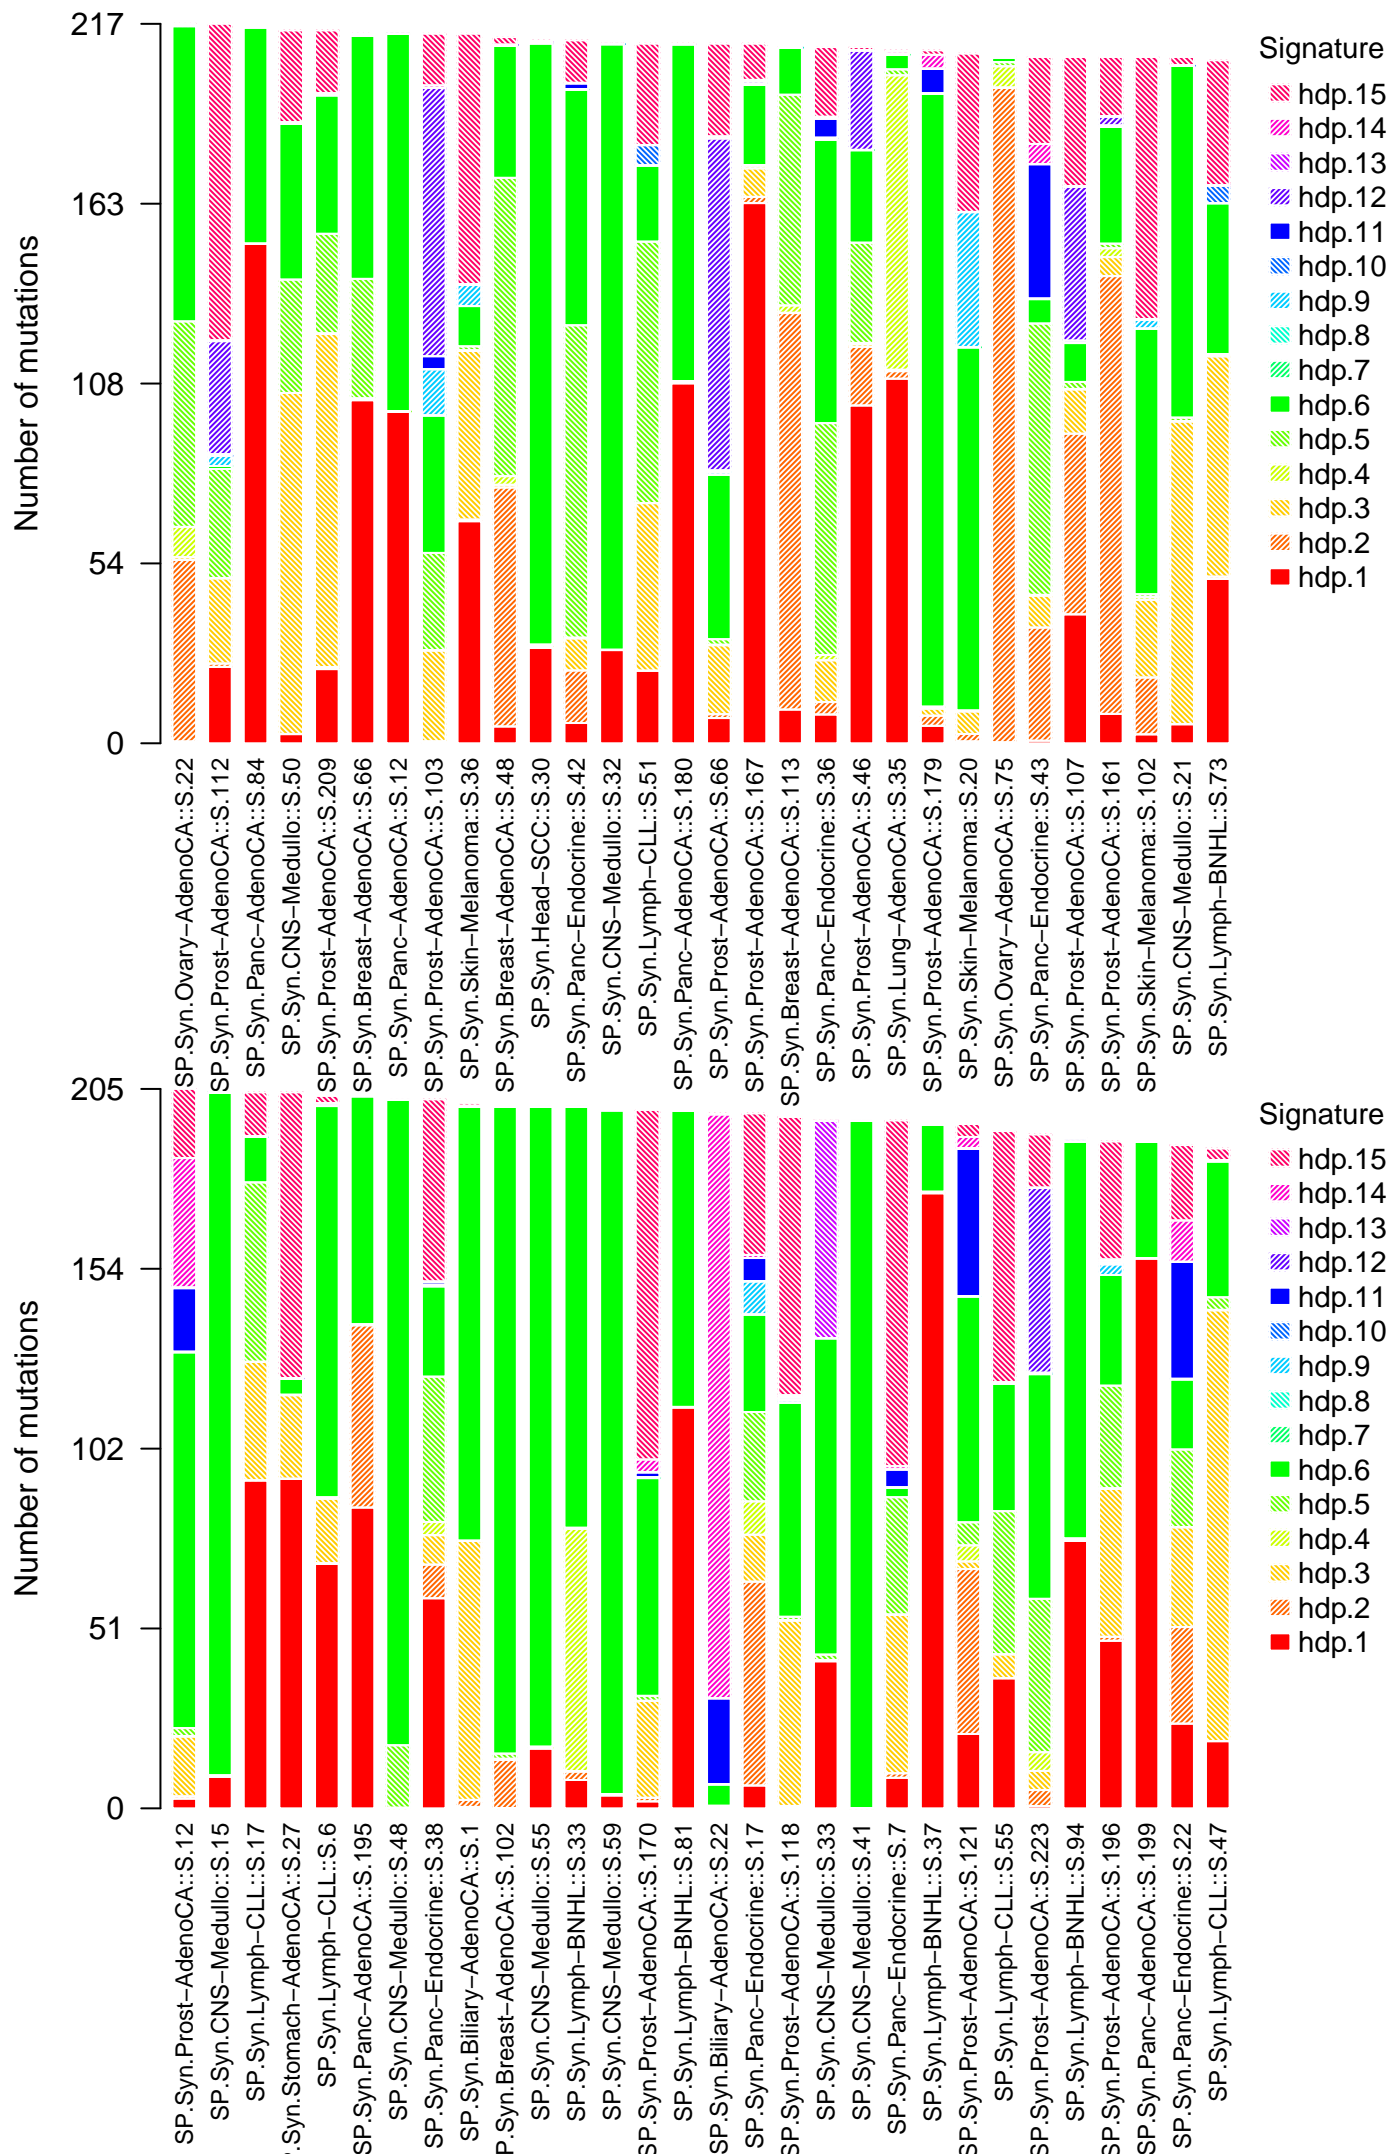 Number of mutations
217
163
108
54
0
Signature
hdp.15
hdp.14
hdp.13
hdp.12
hdp.11
hdp.10
hdp.9
hdp.8
hdp.7
hdp.6
hdp.5
hdp.4
hdp.3
hdp.2
hdp.1
SP.Syn.Ovary−AdenoCA::S.22
SP.Syn.Prost−AdenoCA::S.112
SP.Syn.Panc−AdenoCA::S.84
SP.Syn.CNS−Medullo::S.50
SP.Syn.Prost−AdenoCA::S.209
SP.Syn.Breast−AdenoCA::S.66
SP.Syn.Panc−AdenoCA::S.12
SP.Syn.Prost−AdenoCA::S.103
SP.Syn.Skin−Melanoma::S.36
SP.Syn.Breast−AdenoCA::S.48
SP.Syn.Head−SCC::S.30
SP.Syn.Panc−Endocrine::S.42
SP.Syn.CNS−Medullo::S.32
SP.Syn.Lymph−CLL::S.51
SP.Syn.Panc−AdenoCA::S.180
SP.Syn.Prost−AdenoCA::S.66
SP.Syn.Prost−AdenoCA::S.167
SP.Syn.Breast−AdenoCA::S.113
SP.Syn.Panc−Endocrine::S.36
SP.Syn.Prost−AdenoCA::S.46
SP.Syn.Lung−AdenoCA::S.35
SP.Syn.Prost−AdenoCA::S.179
SP.Syn.Skin−Melanoma::S.20
SP.Syn.Ovary−AdenoCA::S.75
SP.Syn.Panc−Endocrine::S.43
SP.Syn.Prost−AdenoCA::S.107
SP.Syn.Prost−AdenoCA::S.161
SP.Syn.Skin−Melanoma::S.102
SP.Syn.CNS−Medullo::S.21
SP.Syn.Lymph−BNHL::S.73
Number of mutations
205
154
102
51
0
Signature
hdp.15
hdp.14
hdp.13
hdp.12
hdp.11
hdp.10
hdp.9
hdp.8
hdp.7
hdp.6
hdp.5
hdp.4
hdp.3
hdp.2
hdp.1
SP.Syn.Prost−AdenoCA::S.12
SP.Syn.CNS−Medullo::S.15
SP.Syn.Lymph−CLL::S.17
P.Syn.Stomach−AdenoCA::S.27
SP.Syn.Lymph−CLL::S.6
SP.Syn.Panc−AdenoCA::S.195
SP.Syn.CNS−Medullo::S.48
SP.Syn.Panc−Endocrine::S.38
SP.Syn.Biliary−AdenoCA::S.1
SP.Syn.Breast−AdenoCA::S.102
SP.Syn.CNS−Medullo::S.55
SP.Syn.Lymph−BNHL::S.33
SP.Syn.CNS−Medullo::S.59
SP.Syn.Prost−AdenoCA::S.170
SP.Syn.Lymph−BNHL::S.81
SP.Syn.Biliary−AdenoCA::S.22
SP.Syn.Panc−Endocrine::S.17
SP.Syn.Prost−AdenoCA::S.118
SP.Syn.CNS−Medullo::S.33
SP.Syn.CNS−Medullo::S.41
SP.Syn.Panc−Endocrine::S.7
SP.Syn.Lymph−BNHL::S.37
SP.Syn.Prost−AdenoCA::S.121
SP.Syn.Lymph−CLL::S.55
SP.Syn.Prost−AdenoCA::S.223
SP.Syn.Lymph−BNHL::S.94
SP.Syn.Prost−AdenoCA::S.196
SP.Syn.Panc−AdenoCA::S.199
SP.Syn.Panc−Endocrine::S.22
SP.Syn.Lymph−CLL::S.47